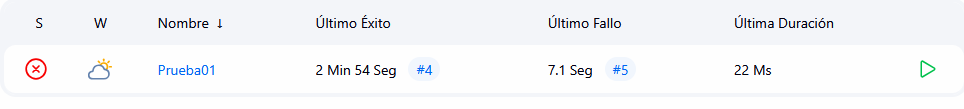 S W Nombre ↓ Último Éxito Último Fallo Última Duración
Prueba01 2 Min 54 Seg #4 7.1 Seg #5 22 Ms